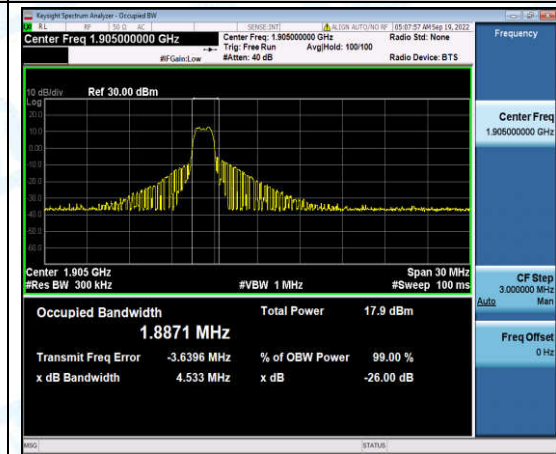 Keysight Spectrum Analyzer - Occupied BW
RL RF 50 Ω AC SENSE:INT ALIGN AUTO/NO RF 05:07:57 AM Sep 19, 2022
Center Freq 1.905000000 GHz
Center Freq: 1.905000000 GHz
Radio Std: None
Trig: Free Run Avg|Hold: 100/100
#IFGain:Low #Atten: 40 dB Radio Device: BTS
10 dB/div Ref 30.00 dBm
Log
20.0
10.0
0.00
-10.0
-20.0
-30.0
-40.0
-50.0
-60.0
Center 1.905 GHz Span 30 MHz
#Res BW 300 kHz #VBW 1 MHz #Sweep 100 ms
Occupied Bandwidth Total Power 17.9 dBm
1.8871 MHz
Transmit Freq Error -3.6396 MHz % of OBW Power 99.00 %
x dB Bandwidth 4.533 MHz x dB -26.00 dB
MSG STATUS
Frequency
Center Freq
1.905000000 GHz
CF Step
3.000000 MHz
Auto Man
Freq Offset
0 Hz